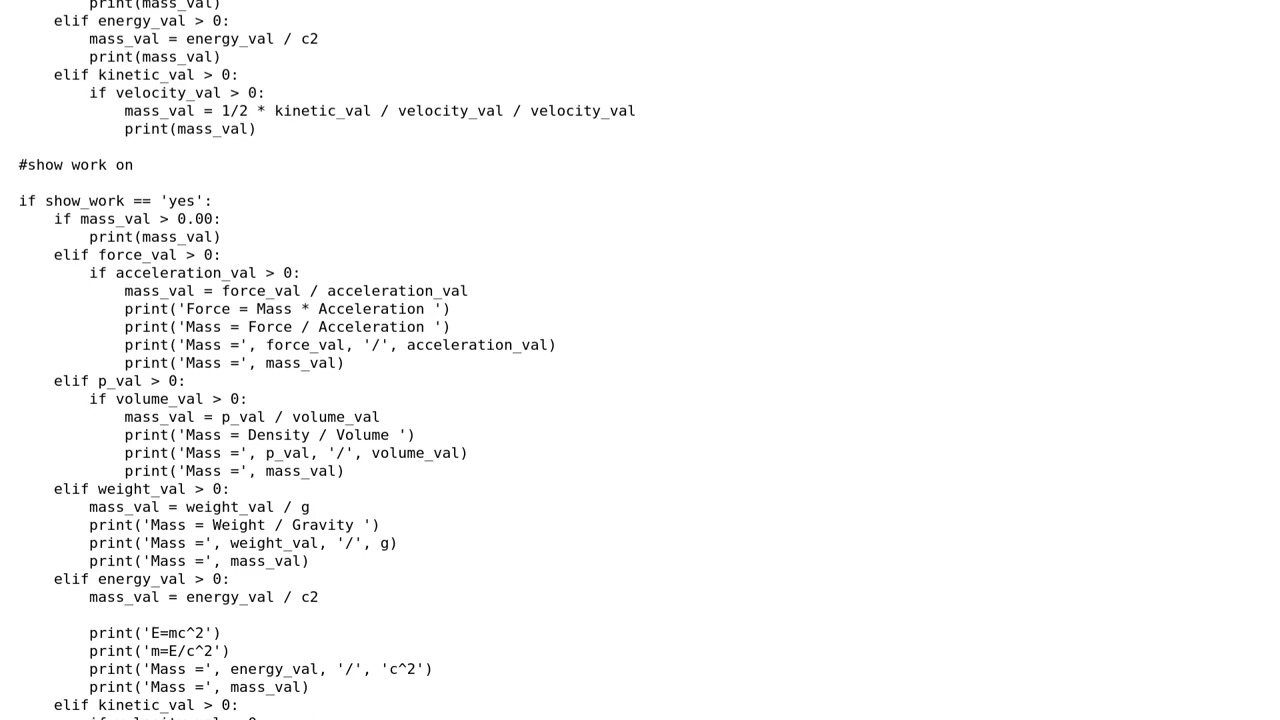 print(mass_val)
elif energy_val > 0:
mass_val = energy_val / c2
print(mass_val)
elif kinetic_val > 0:
if velocity_val > 0:
mass_val = 1/2 * kinetic_val / velocity_val / velocity_val
print(mass_val)
#show work on
if show_work == 'yes':
if mass_val > 0.00:
print(mass_val)
elif force_val > 0:
if acceleration_val > 0:
mass_val = force_val / acceleration_val
print('Force = Mass * Acceleration ')
print('Mass = Force / Acceleration ')
print('Mass =', force_val, '/', acceleration_val)
print('Mass =', mass_val)
elif p_val > 0:
if volume_val > 0:
mass_val = p_val / volume_val
print('Mass = Density / Volume ')
print('Mass =', p_val, '/', volume_val)
print('Mass =', mass_val)
elif weight_val > 0:
mass_val = weight_val / g
print('Mass = Weight / Gravity ')
print('Mass =', weight_val, '/', g)
print('Mass =', mass_val)
elif energy_val > 0:
mass_val = energy_val / c2
print('E=mc^2')
print('m=E/c^2')
print('Mass =', energy_val, '/', 'c^2')
print('Mass =', mass_val)
elif kinetic_val > 0: